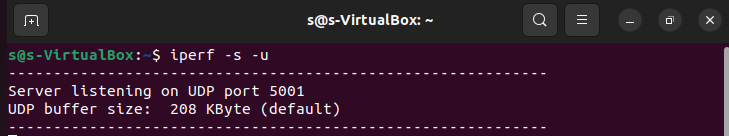 s@s-VirtualBox: ~
s@s-VirtualBox:~$ iperf -s -u
------------------------------------------------------------
Server listening on UDP port 5001
UDP buffer size:  208 KByte (default)
------------------------------------------------------------